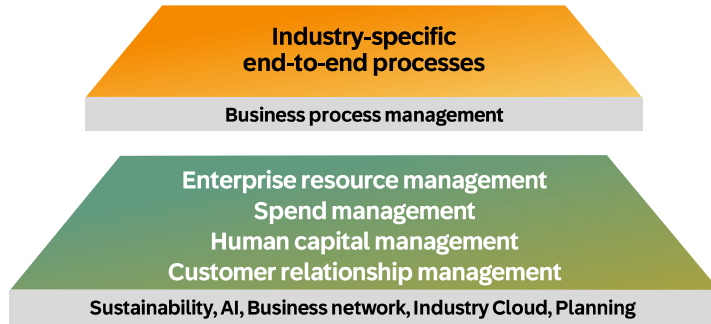 Industry-specific
end-to-end processes
Business process management
Enterprise resource management
Spend management
Human capital management
Customer relationship management
Sustainability, AI, Business network, Industry Cloud, Planning